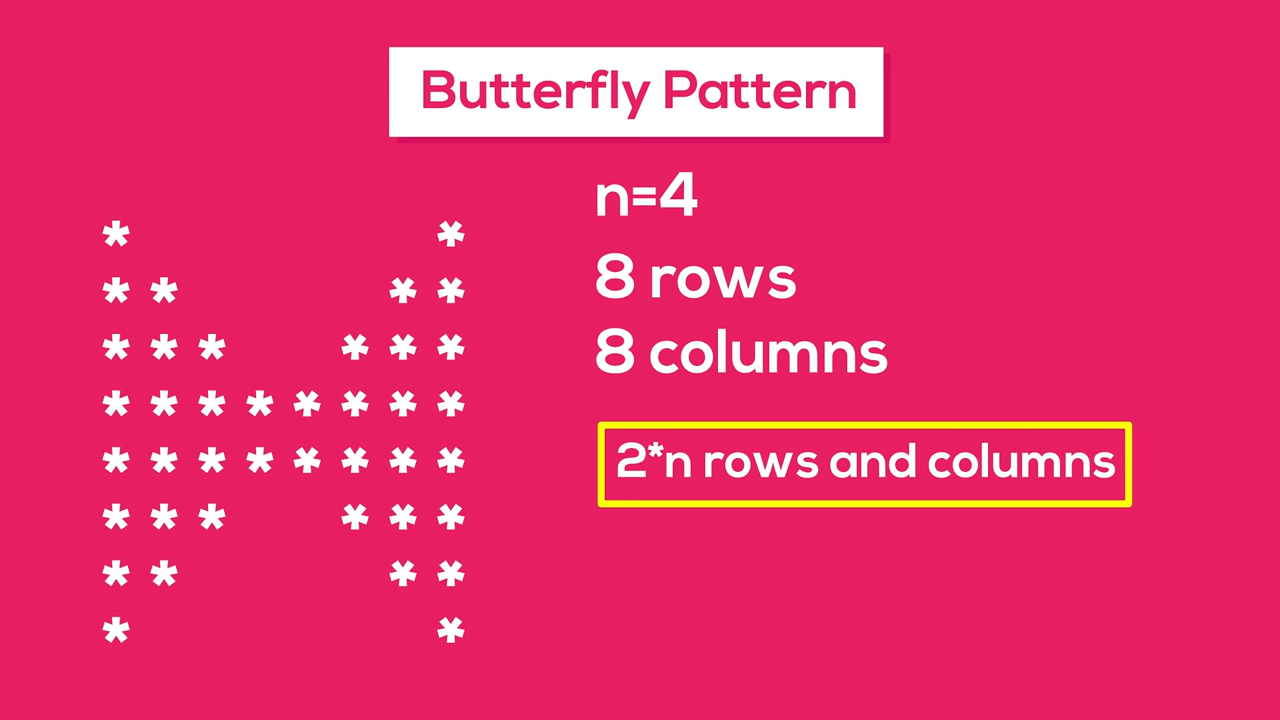 Butterfly Pattern
n=4
8 rows
8 columns
2*n rows and columns
*             *
* *         * *
* * *     * * *
* * * * * * * *
* * * * * * * *
* * *     * * *
* *         * *
*             *